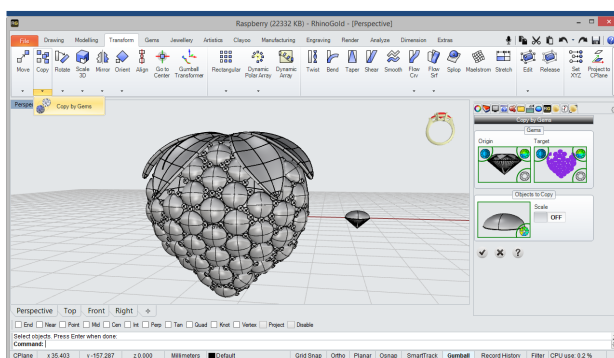 Raspberry (22332 KB) - RhinoGold - [Perspective]
File Drawing Modelling Transform Gems Jewellery Artistics Clayoo Manufacturing Engraving Render Analyze Dimension Extras
Move Copy Rotate Scale 3D Mirror Orient Align Go to Center Gumball Transformer Rectangular Dynamic Polar Array Dynamic Array Twist Bend Taper Shear Smooth Flow Crv Flow Srf Splop Maelstrom Stretch Edit Release Set XYZ Project to CPlane
Copy by Gems
Copy by Gems
Gems
Origin Target
Objects to Copy
Scale
OFF
Perspective Top Front Right
End Near Point Mid Cen Int Perp Tan Quad Knot Vertex Project Disable
Select objects. Press Enter when done:
Command:
CPlane x 35.403 y -157.287 z 0.000 Millimeters Default Grid Snap Ortho Planar Osnap SmartTrack Gumball Record History Filter CPU use: 0.2 %